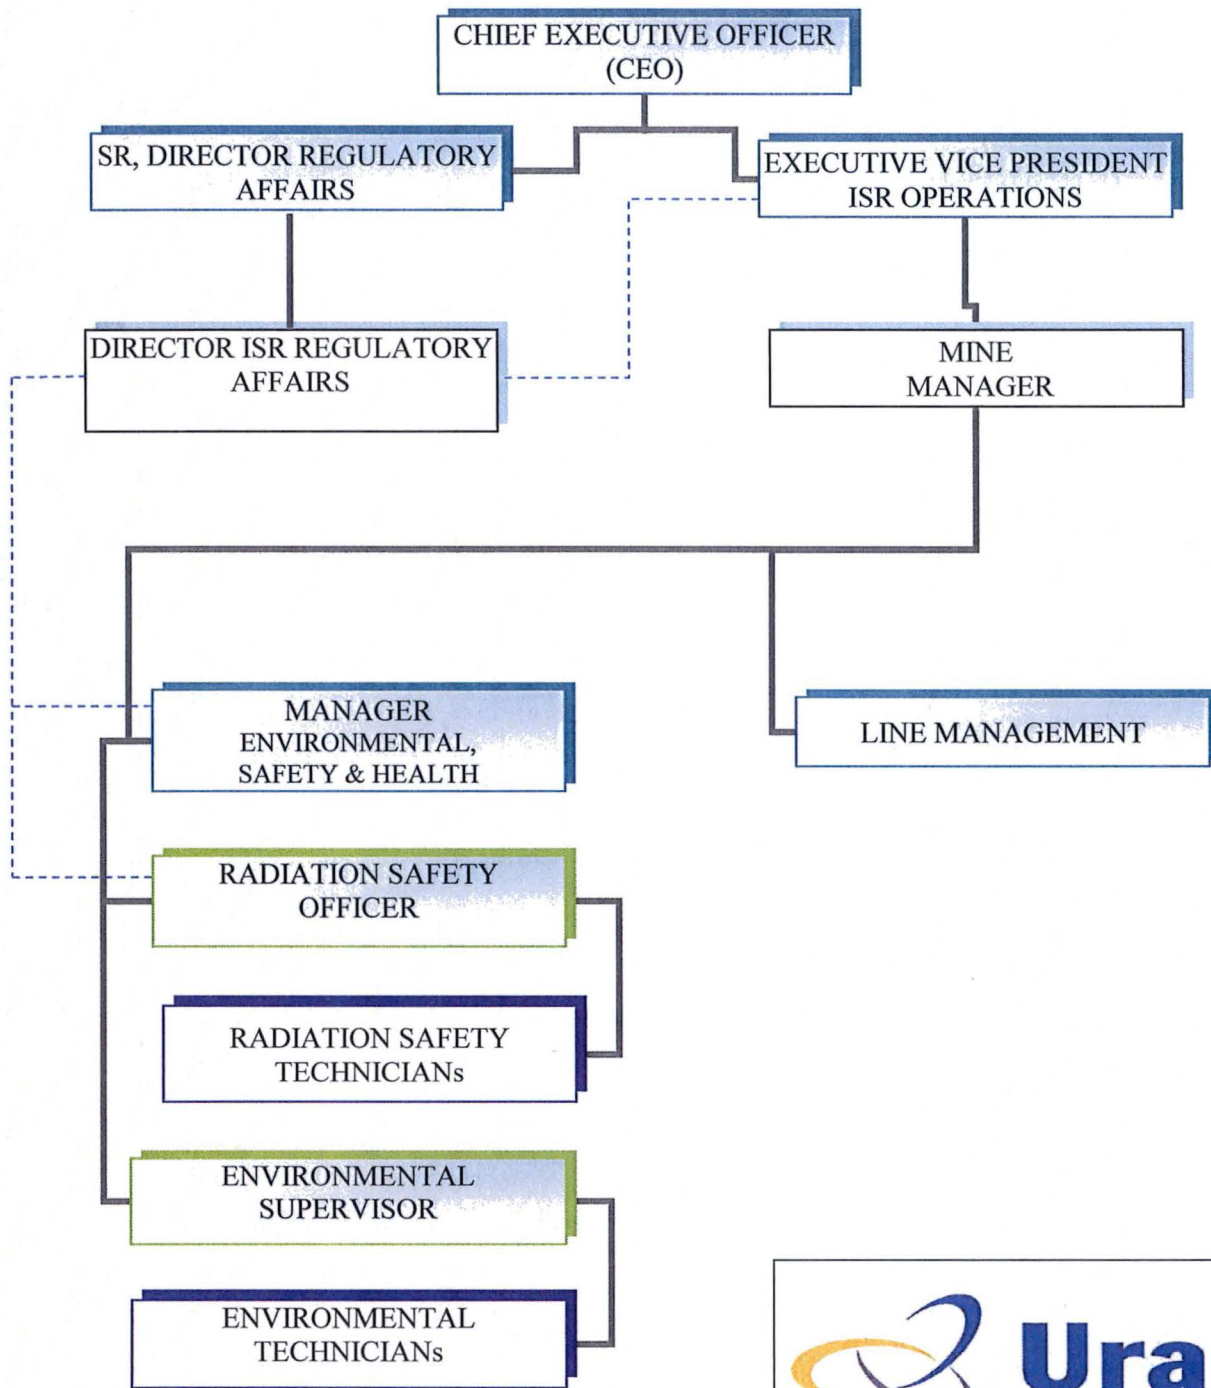 CHIEF EXECUTIVE OFFICER
(CEO)
SR, DIRECTOR REGULATORY
AFFAIRS
EXECUTIVE VICE PRESIDENT
ISR OPERATIONS
DIRECTOR ISR REGULATORY
AFFAIRS
MINE
MANAGER
MANAGER
ENVIRONMENTAL,
SAFETY & HEALTH
LINE MANAGEMENT
RADIATION SAFETY
OFFICER
RADIATION SAFETY
TECHNICIANs
ENVIRONMENTAL
SUPERVISOR
ENVIRONMENTAL
TECHNICIANs
Ura